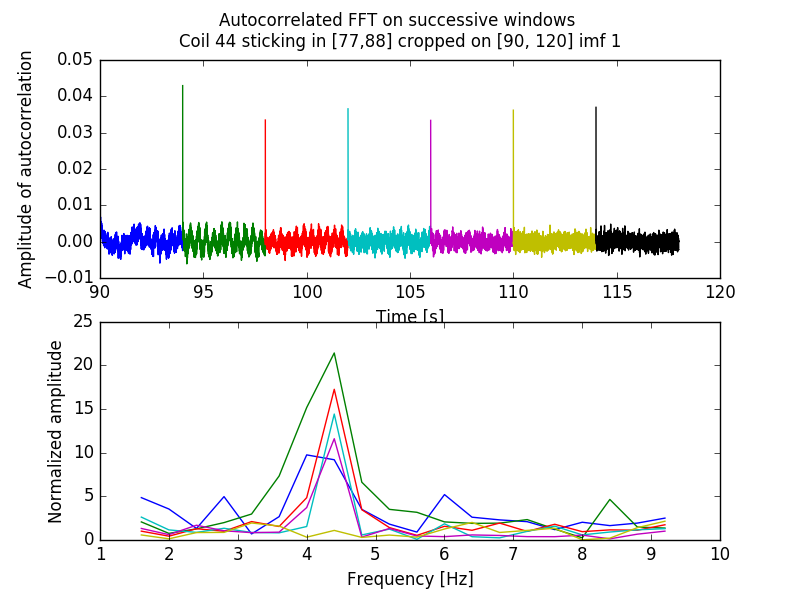 Autocorrelated FFT on successive windows
Coil 44 sticking in [77,88] cropped on [90, 120] imf 1
Amplitude of autocorrelation
0.05
0.04
0.03
0.02
0.01
0.00
−0.01
90 95 100 105 110 115 120
Time [s]
Normalized amplitude
25
20
15
10
5
0
1 2 3 4 5 6 7 8 9 10
Frequency [Hz]